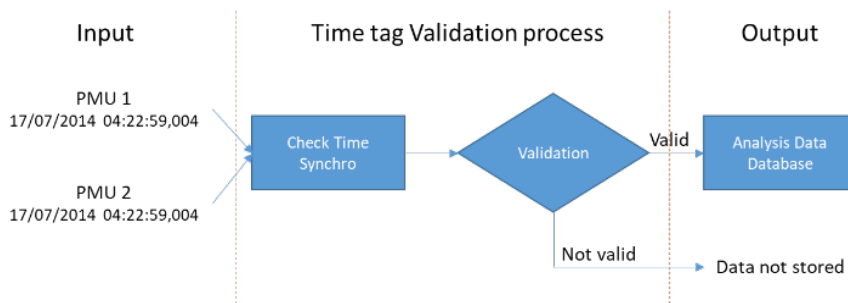 Input
Time tag Validation process
Output
PMU 1
17/07/2014 04:22:59,004
PMU 2
17/07/2014 04:22:59,004
Check Time
Synchro
Validation
Valid
Analysis Data
Database
Not valid
Data not stored